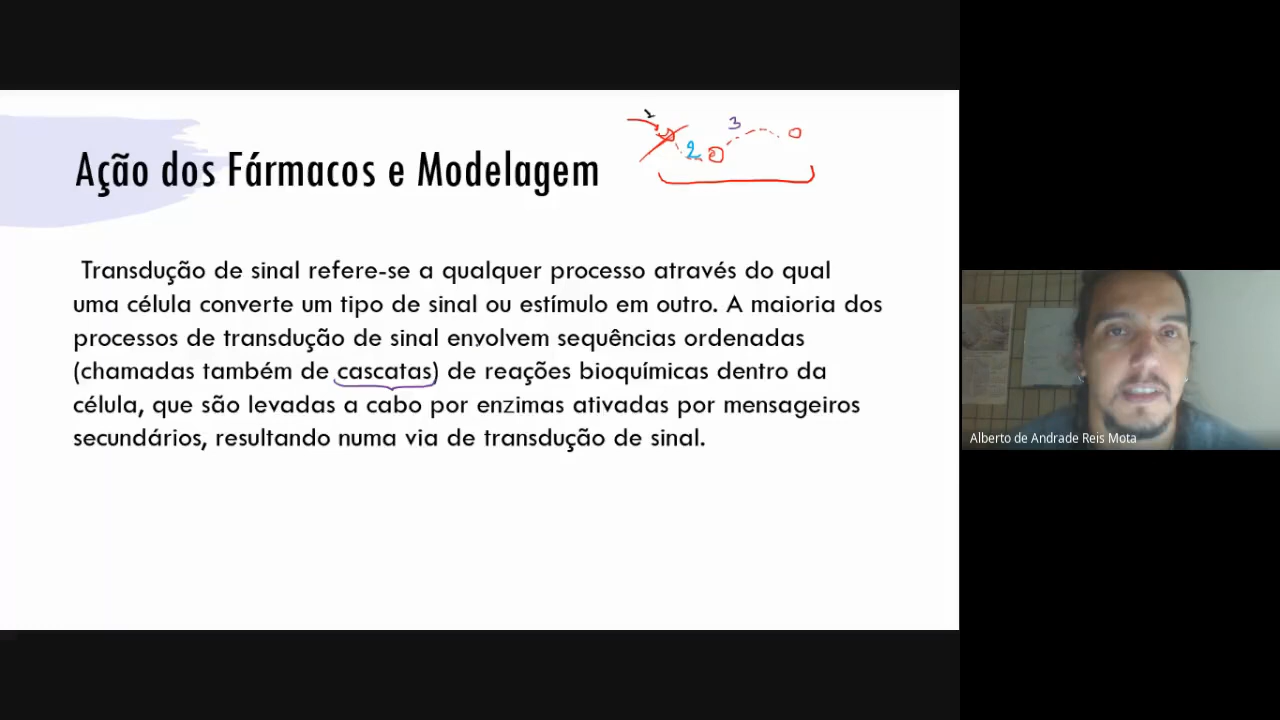 1
2
3
Ação dos Fármacos e Modelagem
Transdução de sinal refere-se a qualquer processo através do qual
uma célula converte um tipo de sinal ou estímulo em outro. A maioria dos
processos de transdução de sinal envolvem sequências ordenadas
(chamadas também de cascatas) de reações bioquímicas dentro da
célula, que são levadas a cabo por enzimas ativadas por mensageiros
secundários, resultando numa via de transdução de sinal.
Alberto de Andrade Reis Mota